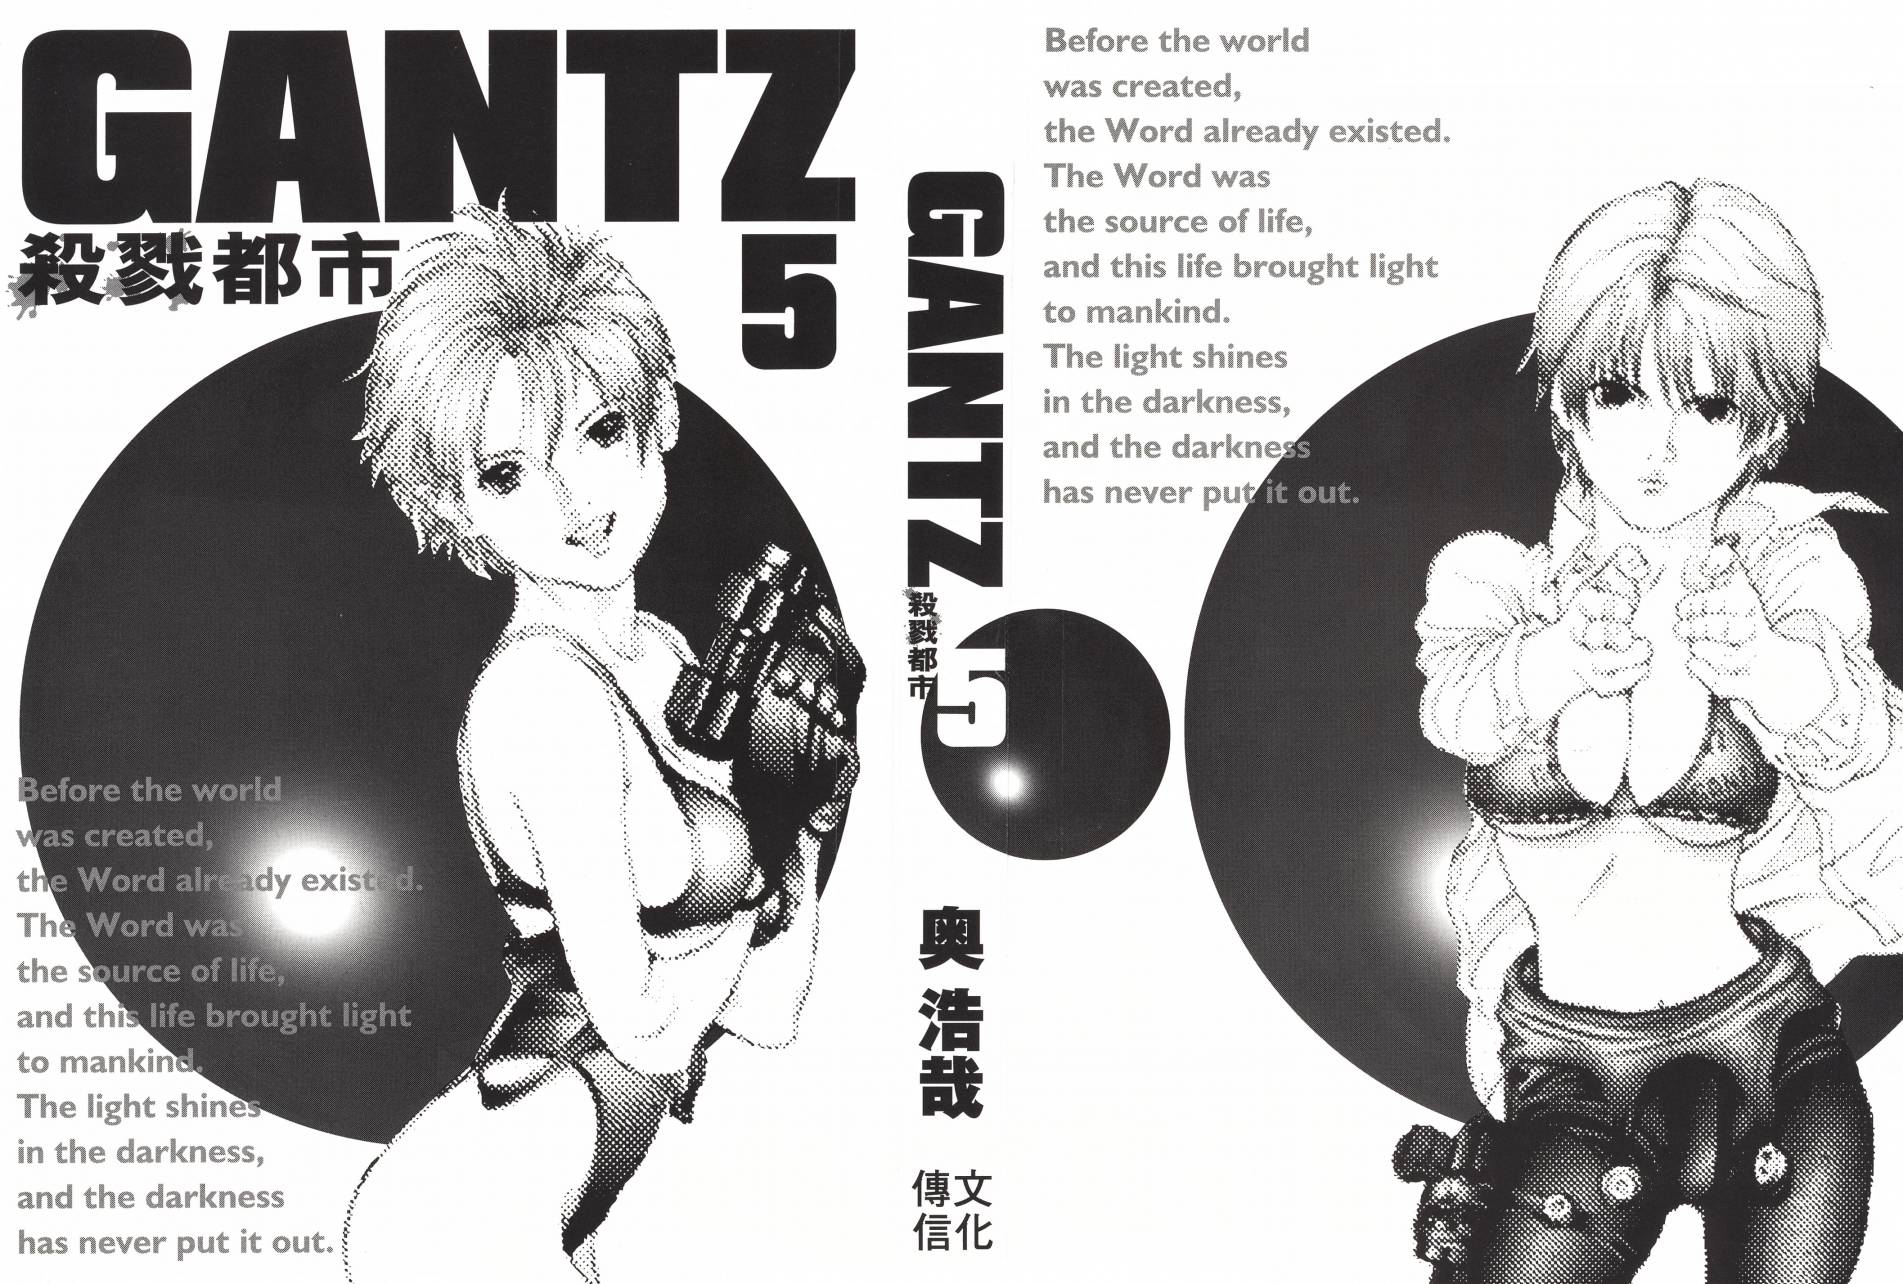 GANTZ
殺戮都市
5
Before the world
was created,
the Word already existed.
The Word was
the source of life,
and this life brought light
to mankind.
The light shines
in the darkness,
and the darkness
has never put it out.
GANTZ
殺戮都市
5
奥 浩哉
文化
傳信
Before the world
was created,
the Word already existed.
The Word was
the source of life,
and this life brought light
to mankind.
The light shines
in the darkness,
and the darkness
has never put it out.